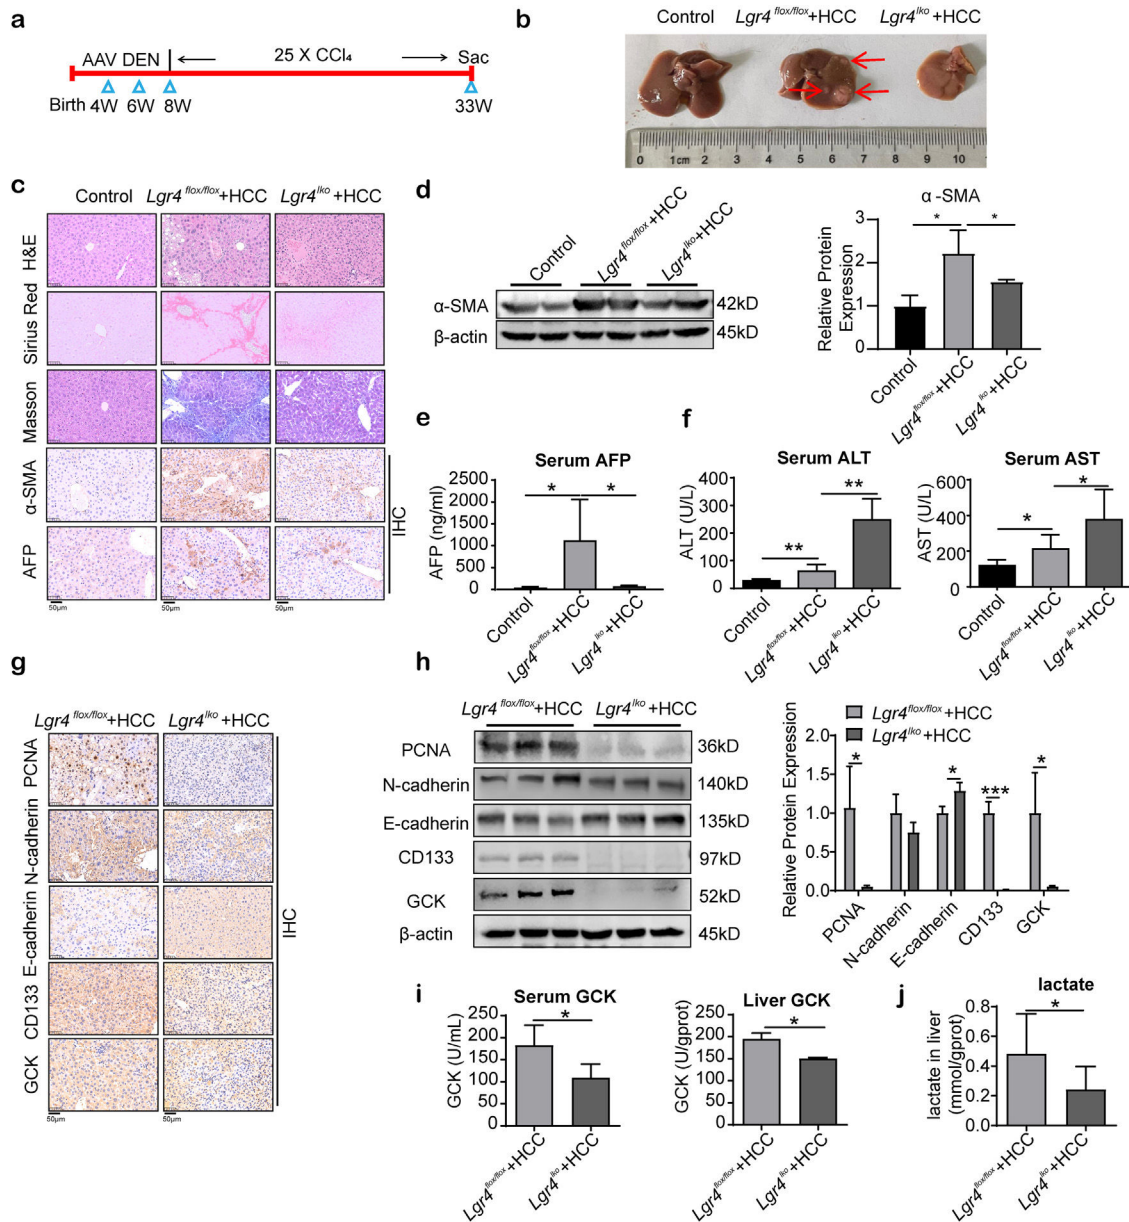 a
AAV DEN
25 X CCl₄
Sac
Birth 4W 6W 8W 33W
b
Control Lgr4 flox/flox+HCC Lgr4 lko+HCC
0 1cm 2 3 4 5 6 7 8 9 10
c
Control Lgr4 flox/flox+HCC Lgr4 lko +HCC
H&E
Sirius Red
Masson
α-SMA
AFP
IHC
50μm 50μm 50μm
d
Control
Lgr4 flox/flox+HCC
Lgr4 lko+HCC
α-SMA 42kD
β-actin 45kD
α -SMA
* *
Relative Protein
Expression
3
2
1
0
Control
Lgr4 flox/flox+HCC
Lgr4 lko+HCC
e
Serum AFP
* *
AFP (ng/ml)
2500
2000
1500
1000
500
0
Control
Lgr4 flox/flox+HCC
Lgr4 lko+HCC
f
Serum ALT
**
**
ALT (U/L)
400
300
200
100
0
Control
Lgr4 flox/flox+HCC
Lgr4 lko+HCC
Serum AST
*
*
AST (U/L)
600
400
200
0
Control
Lgr4 flox/flox+HCC
Lgr4 lko +HCC
g
Lgr4 flox/flox+HCC Lgr4 lko +HCC
PCNA
N-cadherin
E-cadherin
CD133
GCK
IHC
50μm 50μm
h
Lgr4 flox/flox+HCC Lgr4 lko +HCC
PCNA 36kD
N-cadherin 140kD
E-cadherin 135kD
CD133 97kD
GCK 52kD
β-actin 45kD
Lgr4 flox/flox+HCC
Lgr4 lko+HCC
Relative Protein Expression
2.0
1.5
1.0
0.5
0.0
* * *** *
PCNA
N-cadherin
E-cadherin
CD133
GCK
i
Serum GCK
*
GCK (U/mL)
250
200
150
100
50
0
Lgr4 flox/flox+HCC
Lgr4 lko+HCC
Liver GCK
*
GCK (U/gprot)
250
200
150
100
50
0
Lgr4 flox/flox+HCC
Lgr4 lko+HCC
j
lactate
*
lactate in liver
(mmol/gprot)
0.8
0.6
0.4
0.2
0.0
Lgr4 flox/flox+HCC
Lgr4 lko+HCC